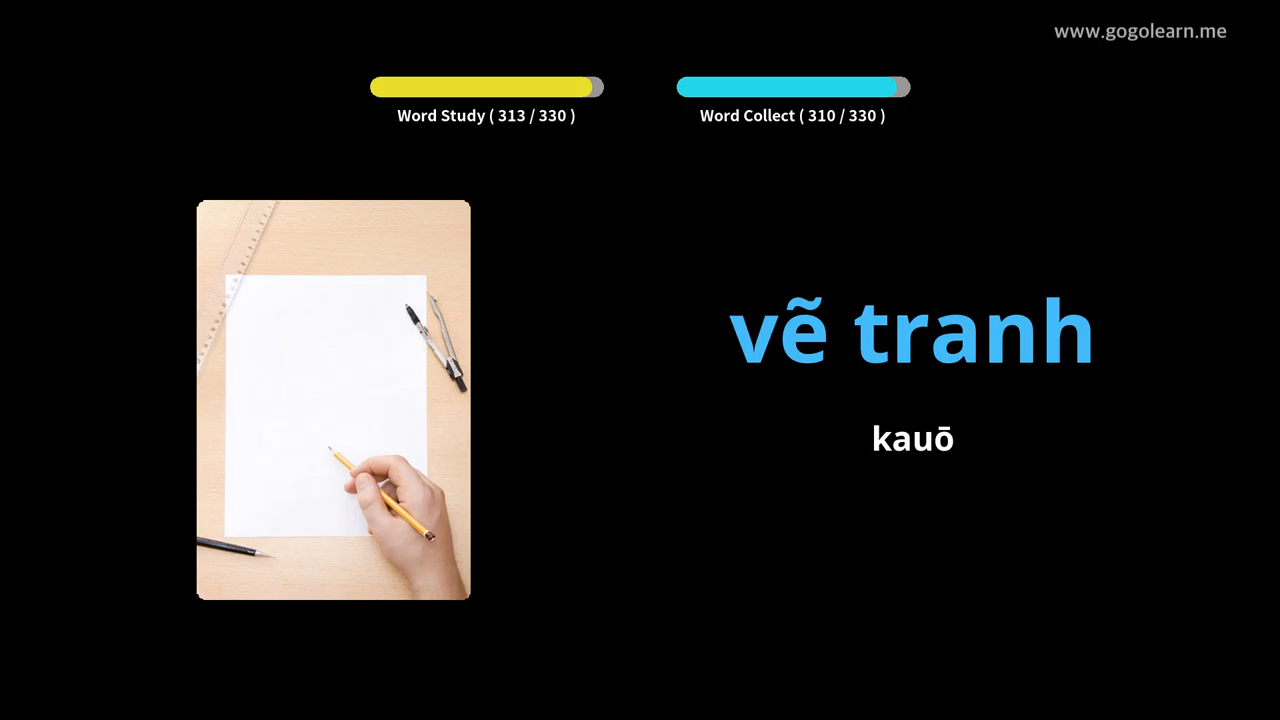 www.gogolearn.me
Word Study ( 313 / 330 )
Word Collect ( 310 / 330 )
vẽ tranh
kauō